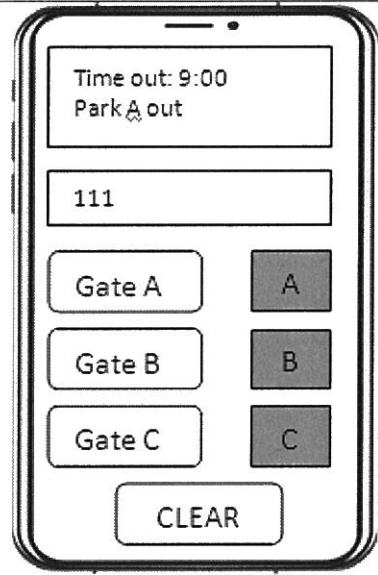 Time out: 9:00
Park A out
111
Gate A A
Gate B B
Gate C C
CLEAR